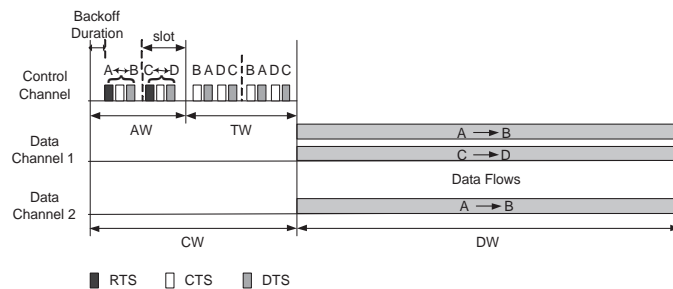 Backoff
Duration
slot
A B C D B A D C B A D C
Control
Channel
AW TW
A B
Data
Channel 1
C D
Data Flows
Data
Channel 2
A B
CW DW
RTS CTS DTS